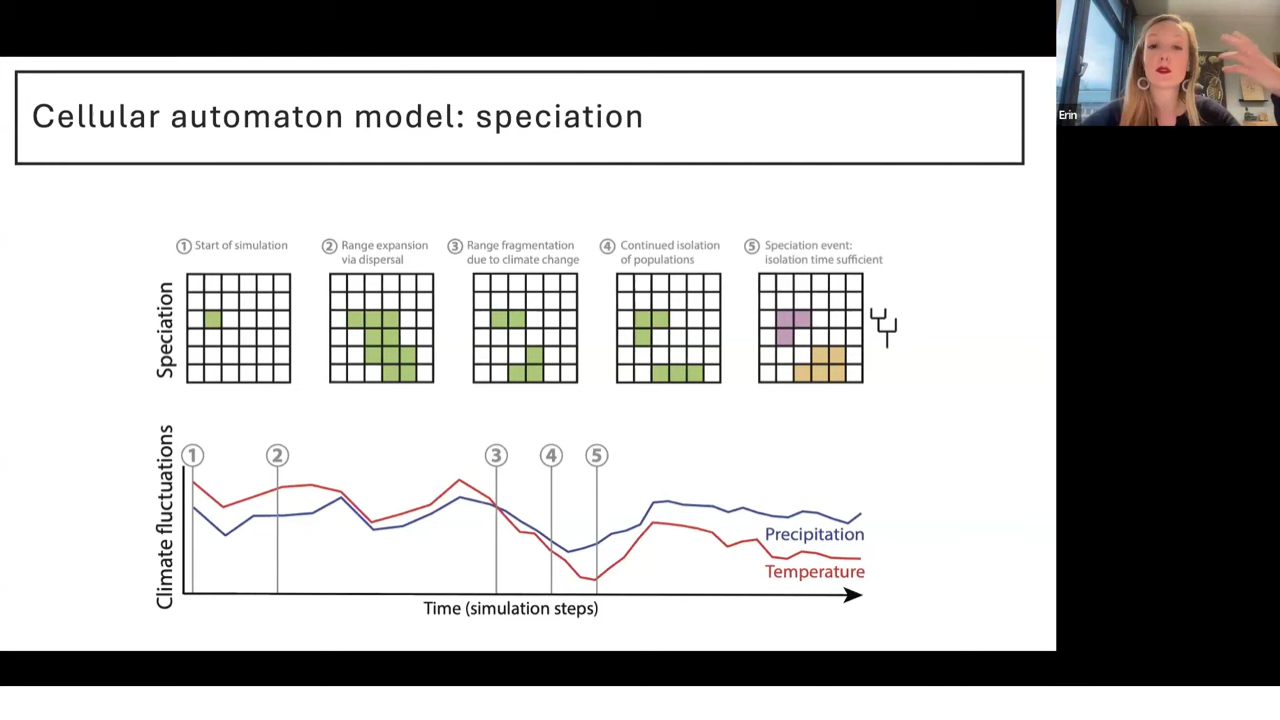 Cellular automaton model: speciation
Erin
① Start of simulation
② Range expansion
via dispersal
③ Range fragmentation
due to climate change
④ Continued isolation
of populations
⑤ Speciation event:
isolation time sufficient
Speciation
Climate fluctuations
① ② ③ ④ ⑤
Precipitation
Temperature
Time (simulation steps)